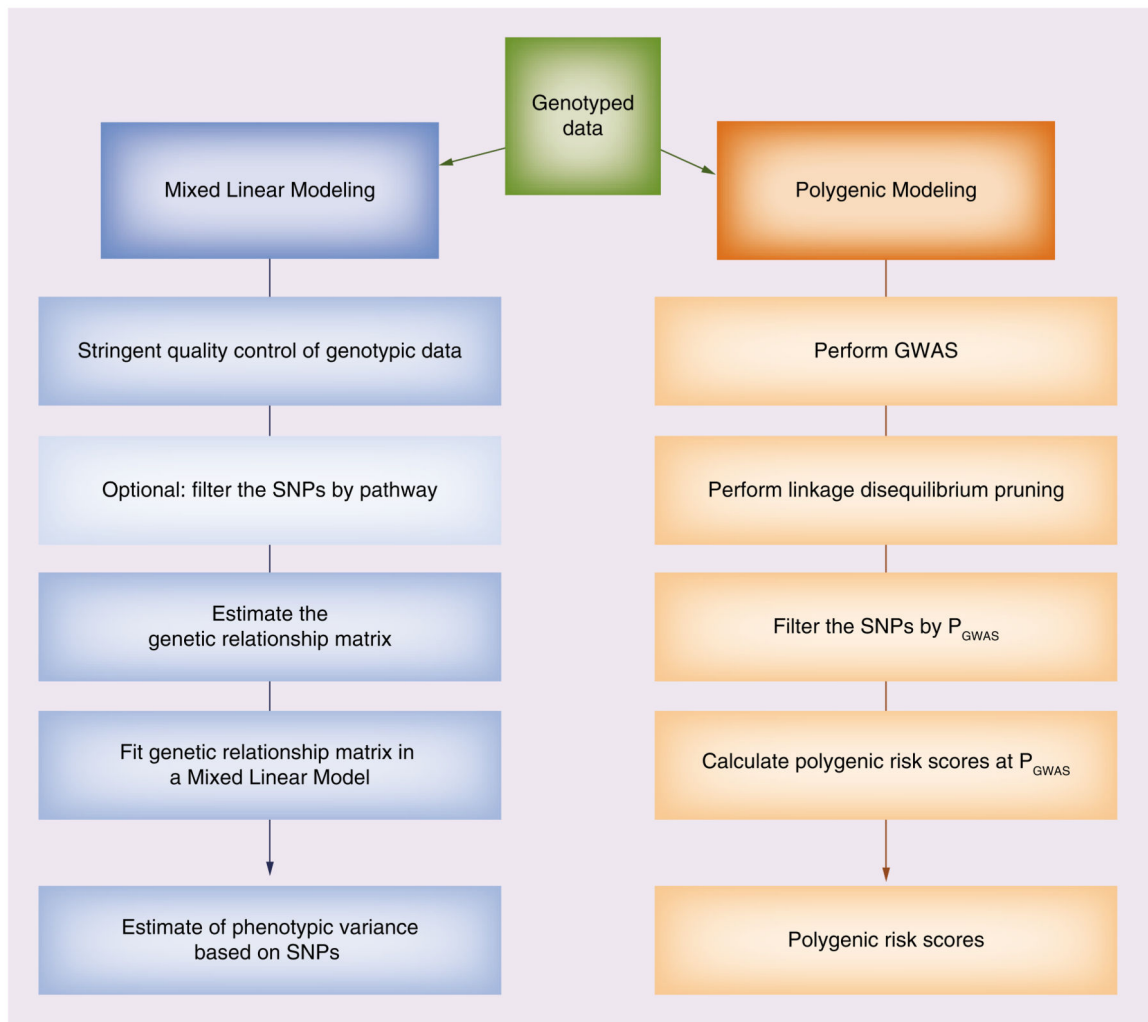 Genotyped
data
Mixed Linear Modeling
Polygenic Modeling
Stringent quality control of genotypic data
Optional: filter the SNPs by pathway
Estimate the
genetic relationship matrix
Fit genetic relationship matrix in
a Mixed Linear Model
Estimate of phenotypic variance
based on SNPs
Perform GWAS
Perform linkage disequilibrium pruning
Filter the SNPs by PGWAS
Calculate polygenic risk scores at PGWAS
Polygenic risk scores